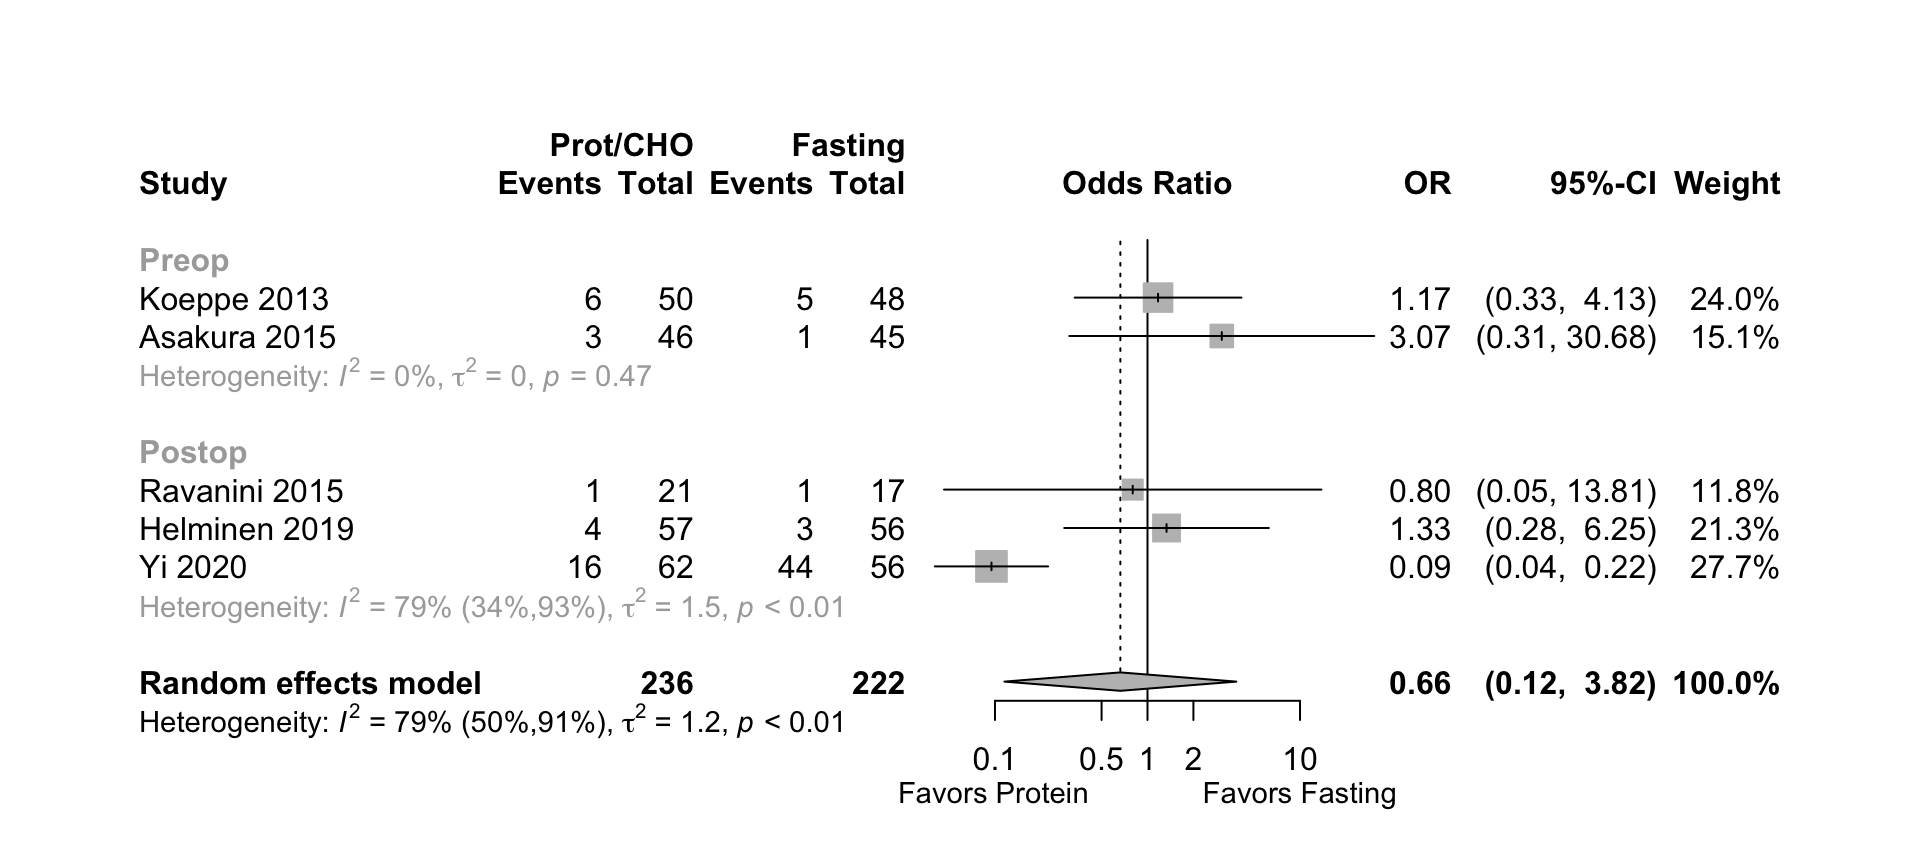 Prot/CHO Fasting
Study Events Total Events Total Odds Ratio OR 95%-CI Weight
Preop
Koeppe 2013 6 50 5 48 1.17 (0.33, 4.13) 24.0%
Asakura 2015 3 46 1 45 3.07 (0.31, 30.68) 15.1%
Heterogeneity: I² = 0%, τ² = 0, p = 0.47
Postop
Ravanini 2015 1 21 1 17 0.80 (0.05, 13.81) 11.8%
Helminen 2019 4 57 3 56 1.33 (0.28, 6.25) 21.3%
Yi 2020 16 62 44 56 0.09 (0.04, 0.22) 27.7%
Heterogeneity: I² = 79% (34%,93%), τ² = 1.5, p < 0.01
Random effects model 236 222 0.66 (0.12, 3.82) 100.0%
Heterogeneity: I² = 79% (50%,91%), τ² = 1.2, p < 0.01
0.1 0.5 1 2 10
Favors Protein Favors Fasting